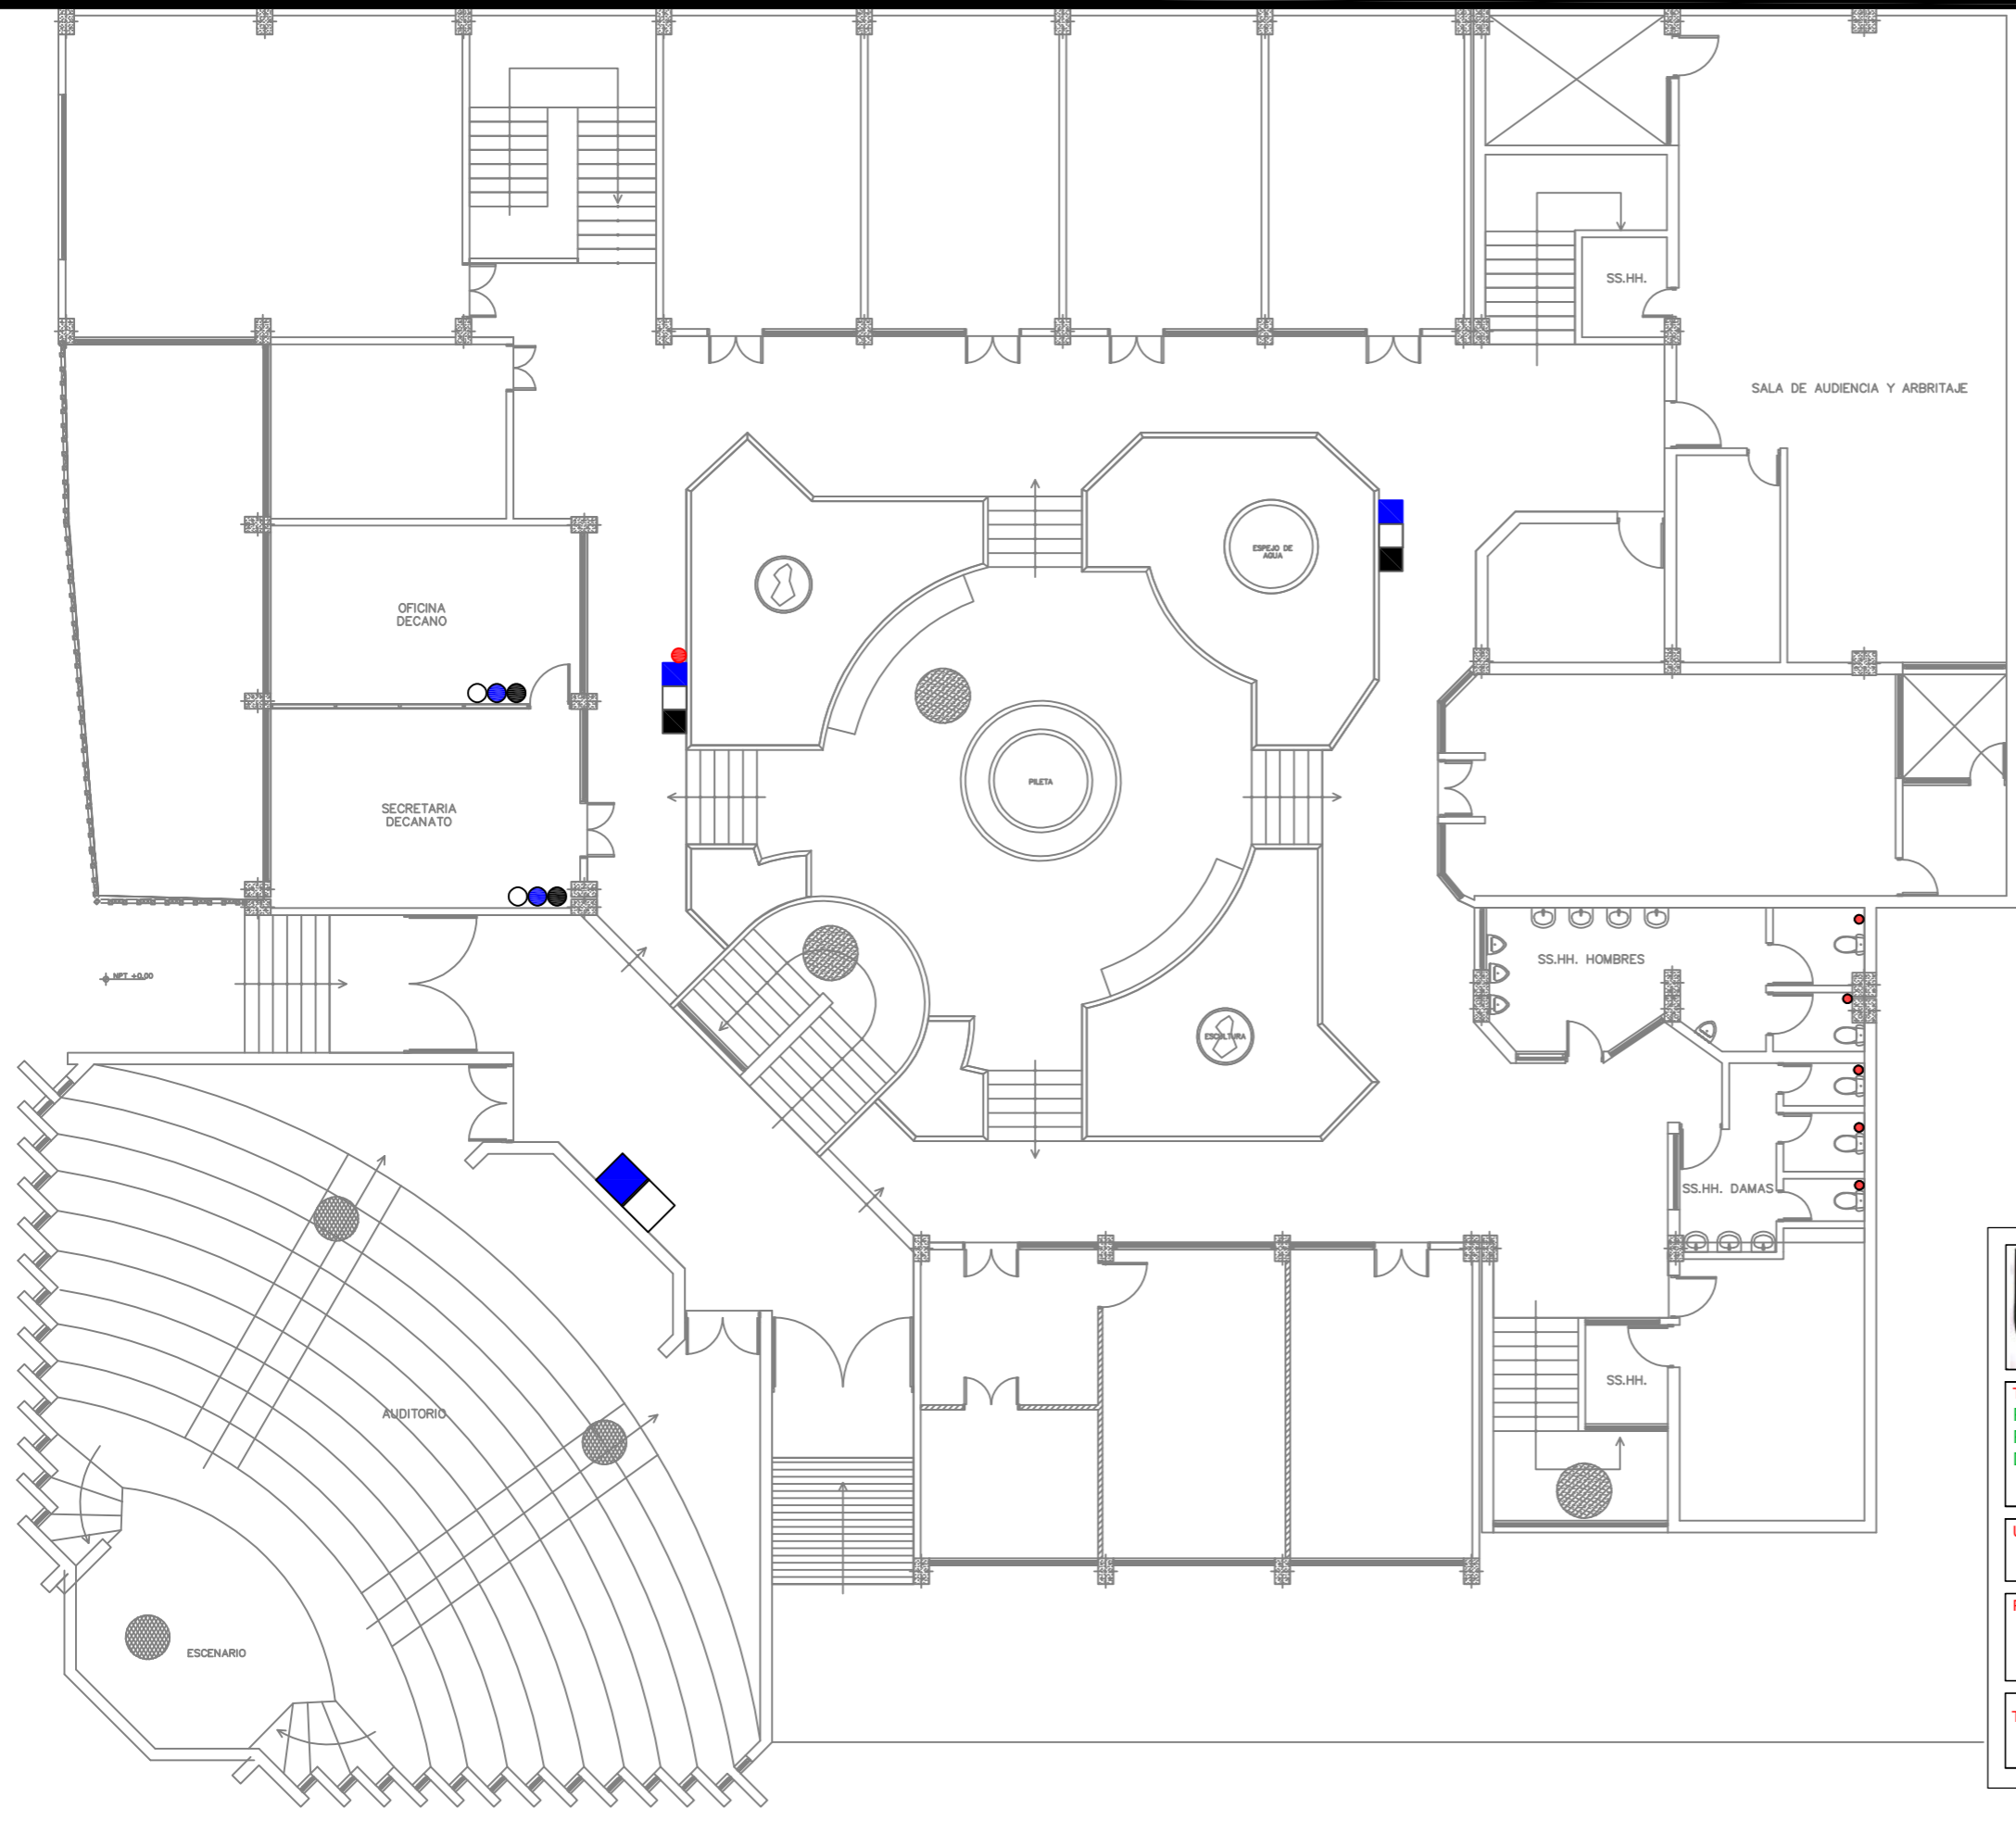 SS.HH.
SALA DE AUDIENCIA Y ARBRITAJE
ESPEJO DE
AGUA
OFICINA
DECANO
PILETA
SECRETARIA
DECANATO
NPT +0.00
SS.HH. HOMBRES
ESCULTURA
SS.HH. DAMAS
SS.HH.
AUDITORIO
ESCENARIO